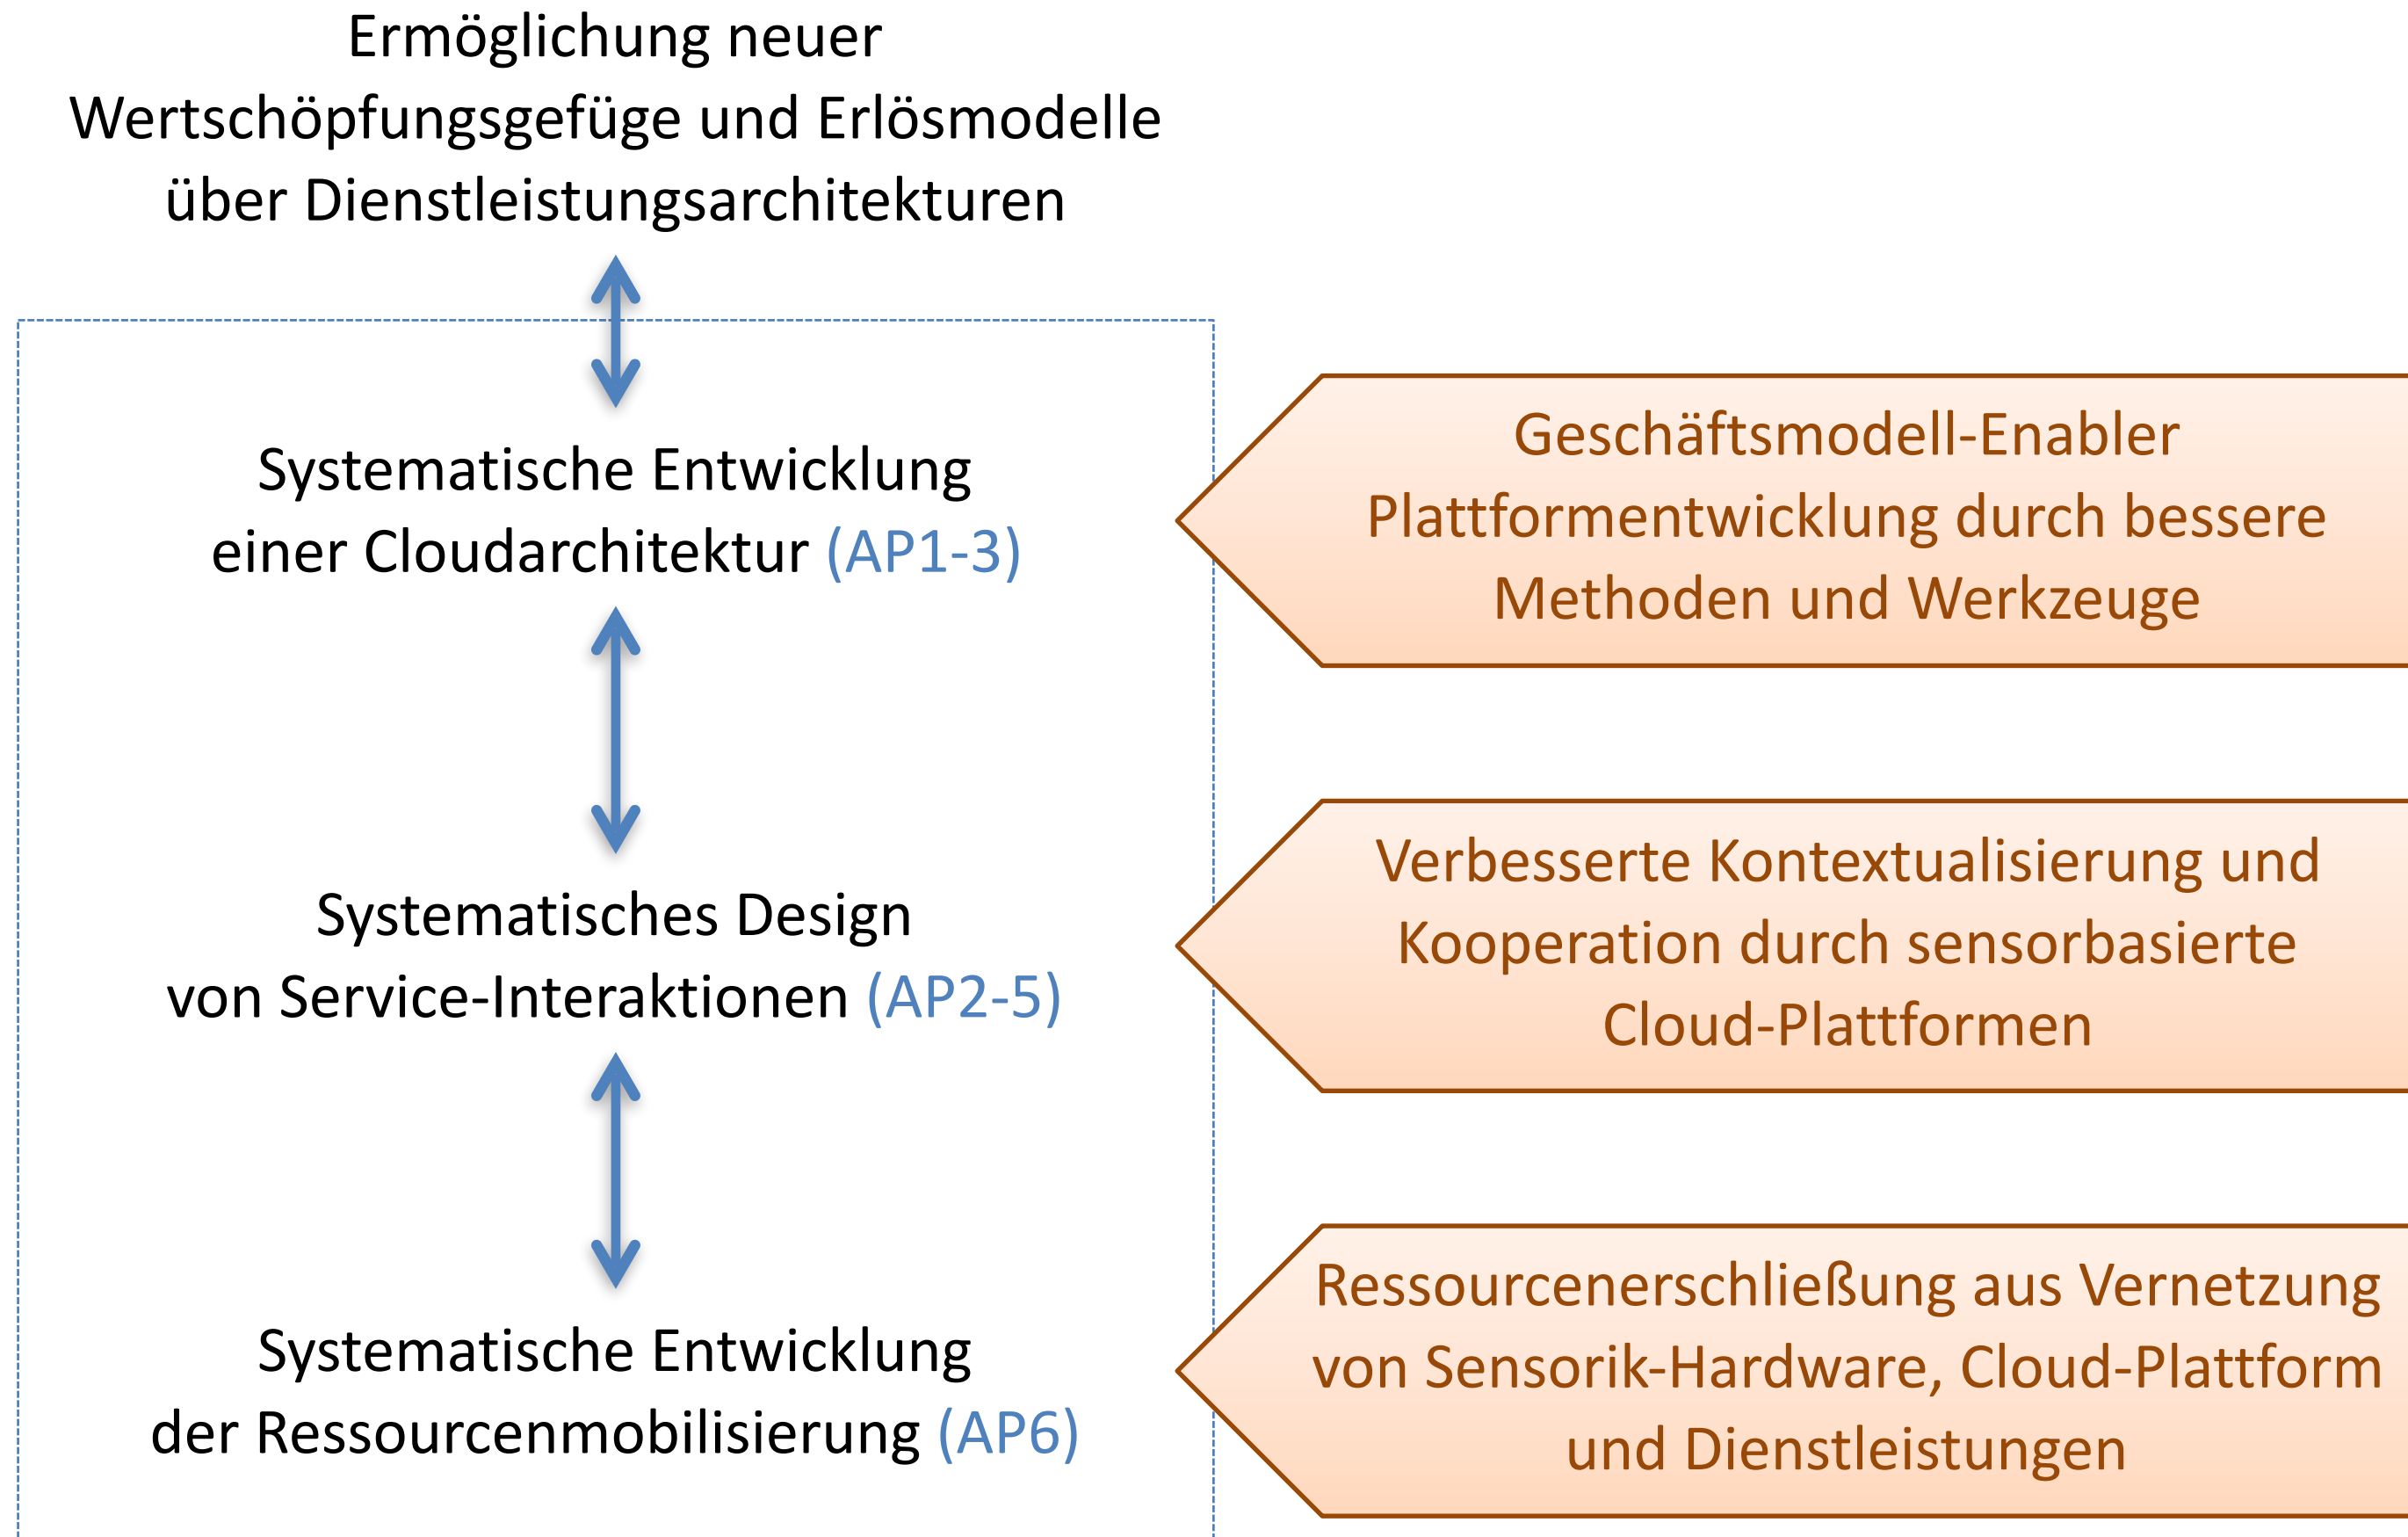 Ermöglichung neuer
Wertschöpfungsgefüge und Erlösmodelle
über Dienstleistungsarchitekturen
Systematische Entwicklung
einer Cloudarchitektur (AP1-3)
Geschäftsmodell-Enabler
Plattformentwicklung durch bessere
Methoden und Werkzeuge
Systematisches Design
von Service-Interaktionen (AP2-5)
Verbesserte Kontextualisierung und
Kooperation durch sensorbasierte
Cloud-Plattformen
Systematische Entwicklung
der Ressourcenmobilisierung (AP6)
Ressourcenerschließung aus Vernetzung
von Sensorik-Hardware, Cloud-Plattform
und Dienstleistungen